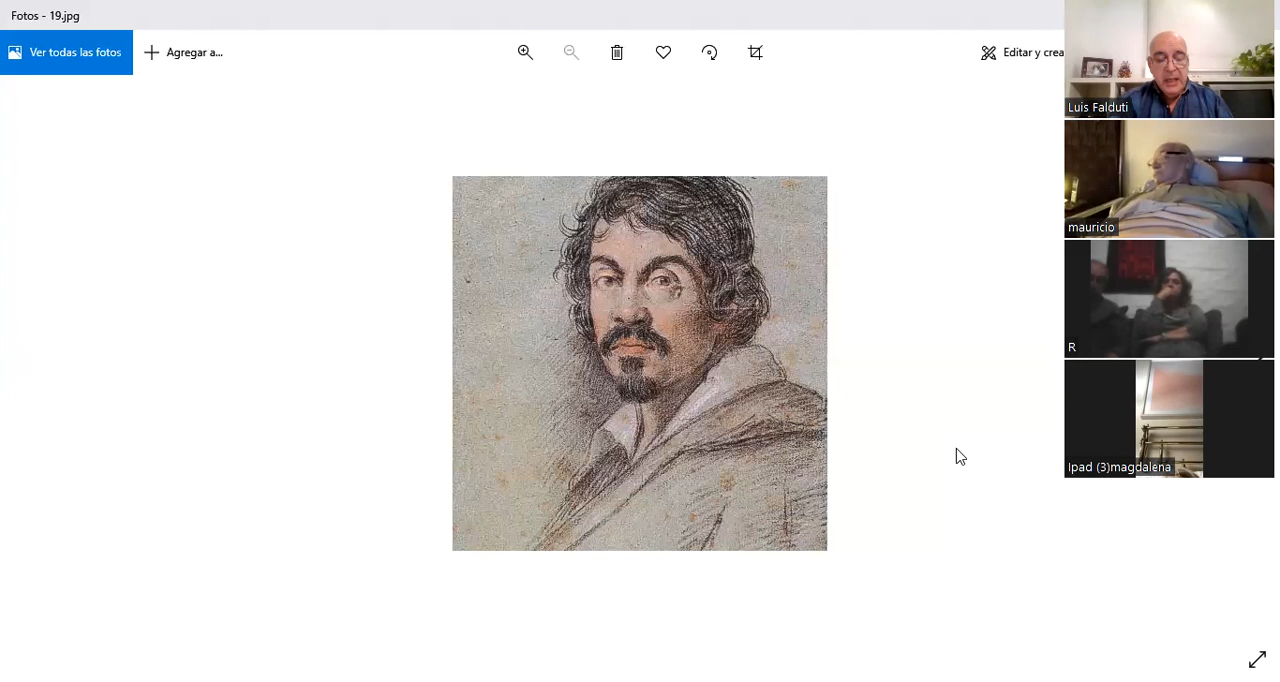 Fotos - 19.jpg
Ver todas las fotos
Agregar a...
Editar y crea
Luis Falduti
mauricio
R
Ipad (3)magdalena